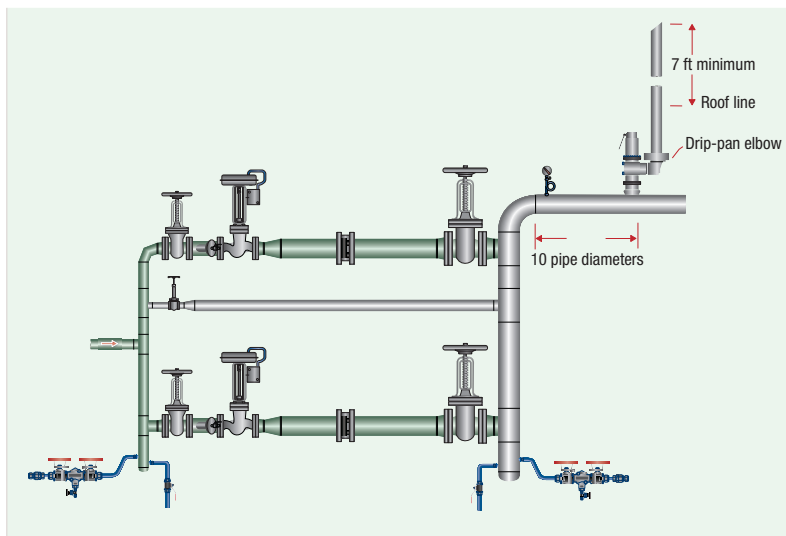 7 ft minimum
Roof line
Drip-pan elbow
10 pipe diameters